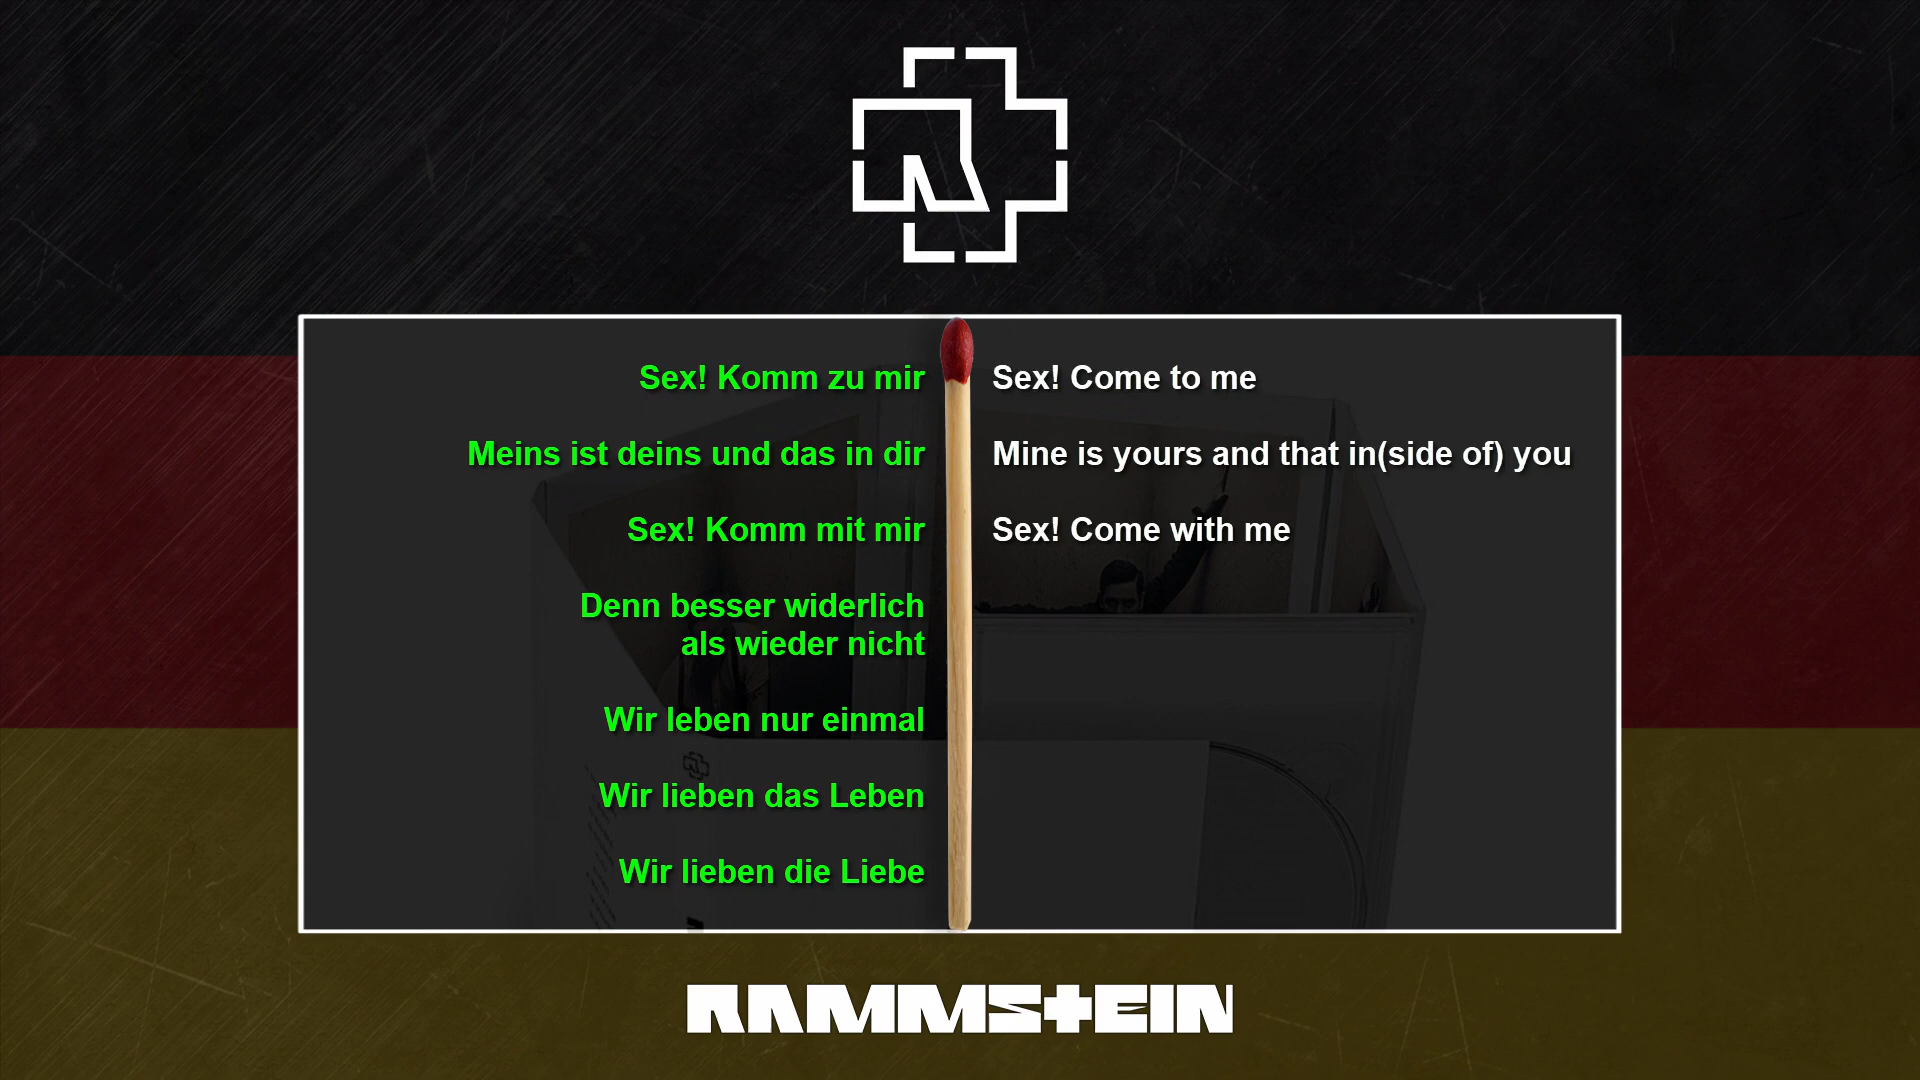 Sex! Komm zu mir
Sex! Come to me
Meins ist deins und das in dir
Mine is yours and that in(side of) you
Sex! Komm mit mir
Sex! Come with me
Denn besser widerlich
als wieder nicht
Wir leben nur einmal
Wir lieben das Leben
Wir lieben die Liebe
RAMMSTEIN